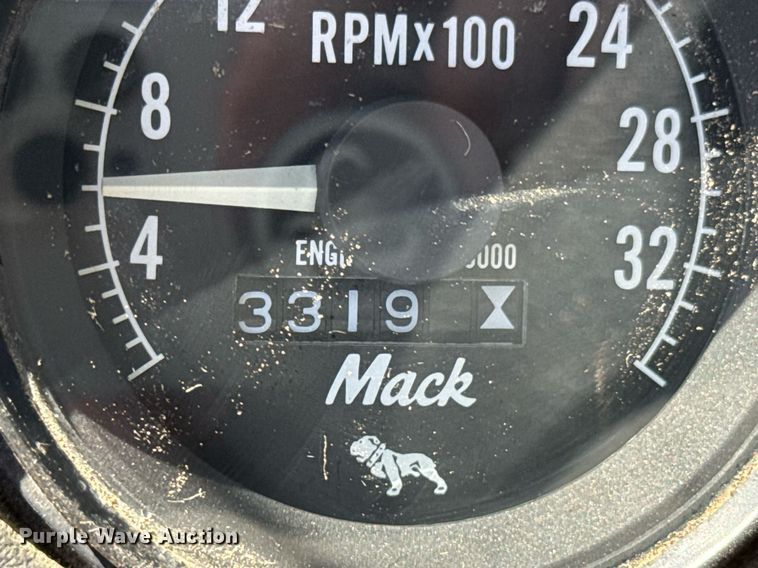 12 RPMx100 24
8 28
4 32
3319
Mack
Purple Wave Auction